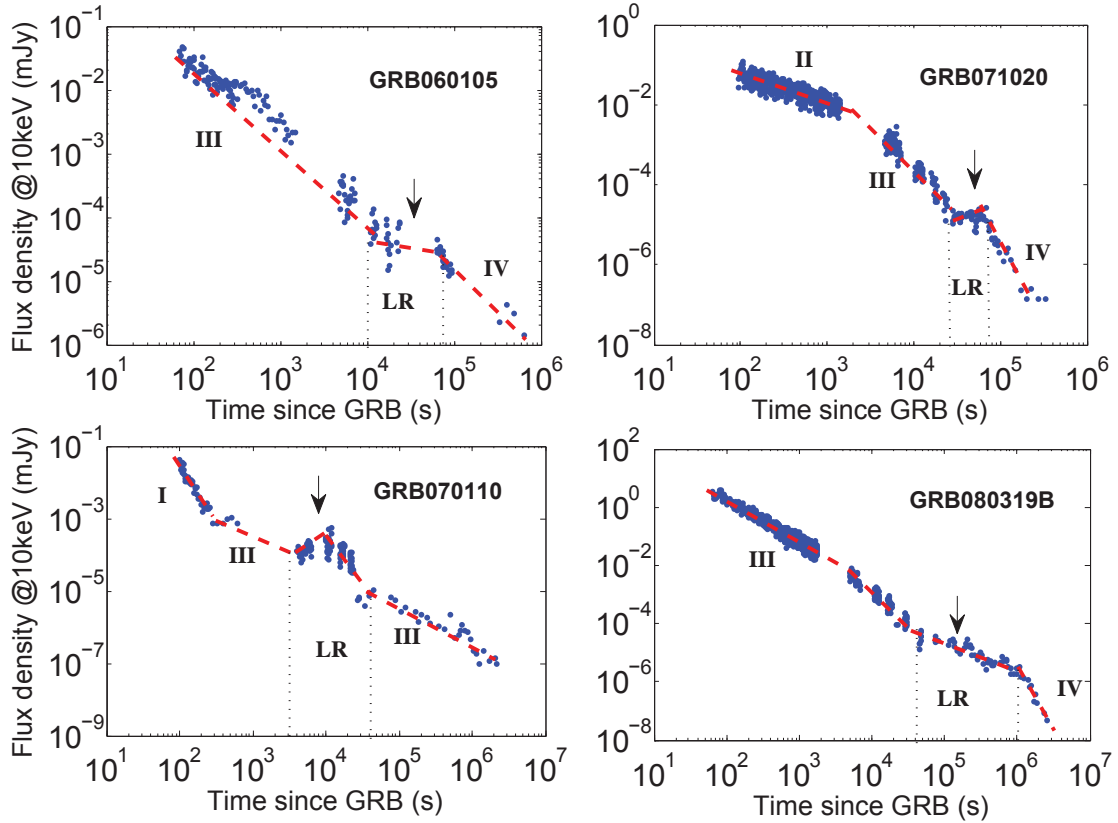 Flux density @10keV (mJy)
10^-1
10^-2
10^-3
10^-4
10^-5
10^-6
GRB060105
III
LR
IV
10^1 10^2 10^3 10^4 10^5 10^6
Time since GRB (s)
10^0
10^-2
10^-4
10^-6
10^-8
II
GRB071020
III
LR
IV
10^1 10^2 10^3 10^4 10^5 10^6
Time since GRB (s)
Flux density @10keV (mJy)
10^-1
10^-3
10^-5
10^-7
10^-9
I
GRB070110
III
LR
III
10^1 10^2 10^3 10^4 10^5 10^6 10^7
Time since GRB (s)
10^2
10^0
10^-2
10^-4
10^-6
10^-8
GRB080319B
III
LR
IV
10^1 10^2 10^3 10^4 10^5 10^6 10^7
Time since GRB (s)